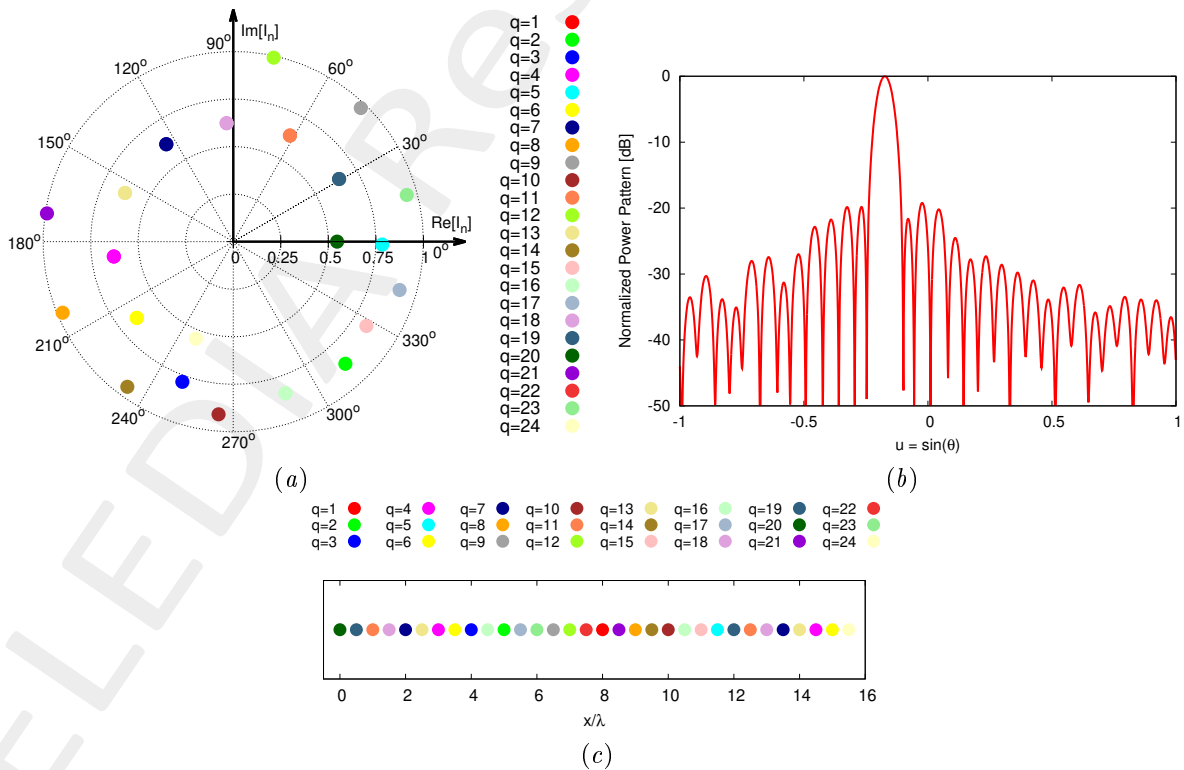 Im[I_n]
90°
120°
60°
150°
30°
Re[I_n]
180°
0 0.25 0.5 0.75 1
0°
210°
330°
240°
300°
270°
q=1
q=2
q=3
q=4
q=5
q=6
q=7
q=8
q=9
q=10
q=11
q=12
q=13
q=14
q=15
q=16
q=17
q=18
q=19
q=20
q=21
q=22
q=23
q=24
(a)
Normalized Power Pattern [dB]
0
-10
-20
-30
-40
-50
-1 -0.5 0 0.5 1
u = sin(θ)
(b)
q=1 q=4 q=7 q=10 q=13 q=16 q=19 q=22
q=2 q=5 q=8 q=11 q=14 q=17 q=20 q=23
q=3 q=6 q=9 q=12 q=15 q=18 q=21 q=24
0 2 4 6 8 10 12 14 16
x/λ
(c)
ELEDIA Re